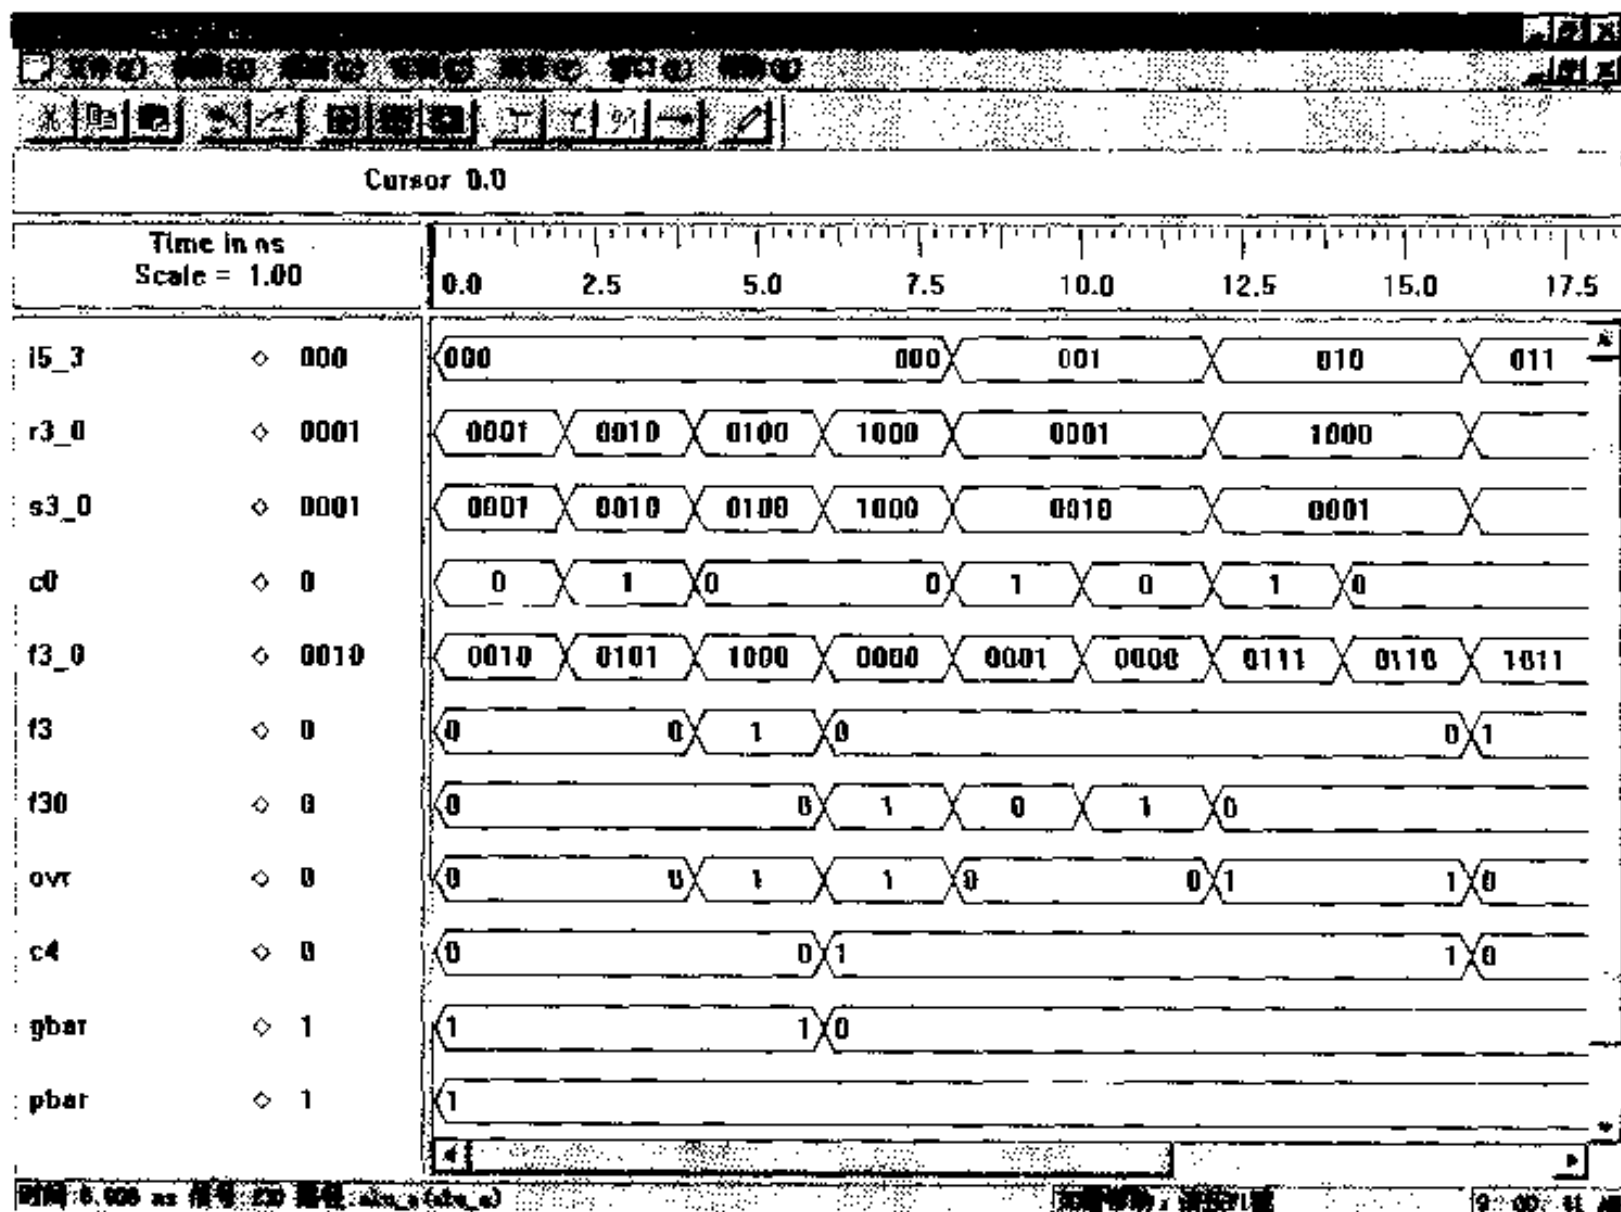 Cursor 0.0
Time in ns
Scale = 1.00
0.0 2.5 5.0 7.5 10.0 12.5 15.0 17.5
i5_3 000 000 000 001 010 011
r3_0 0001 0001 0010 0100 1000 0001 1000
s3_0 0001 0001 0010 0100 1000 0010 0001
c0 0 0 1 0 0 1 0 1 0
f3_0 0010 0010 0101 1000 0000 0001 0000 0111 0110 1011
f3 0 0 0 1 0 0 1
f30 0 0 0 1 0 1 0
ovr 0 0 0 1 1 0 0 1 1 0
c4 0 0 0 1 1 0
gbar 1 1 1 0
pbar 1 1